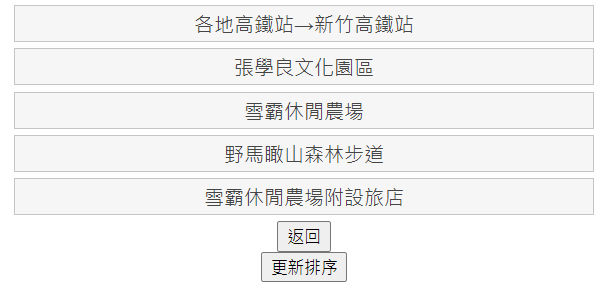 各地高鐵站→新竹高鐵站
張學良文化園區
雪霸休閒農場
野馬瞰山森林步道
雪霸休閒農場附設旅店
返回
更新排序